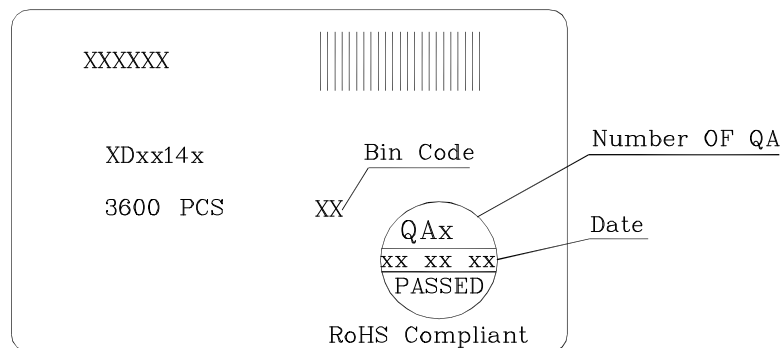 XXXXXX
XDxx14x
Bin Code
Number OF QA
3600 PCS
XX
QAx
Date
xx xx xx
PASSED
RoHS Compliant